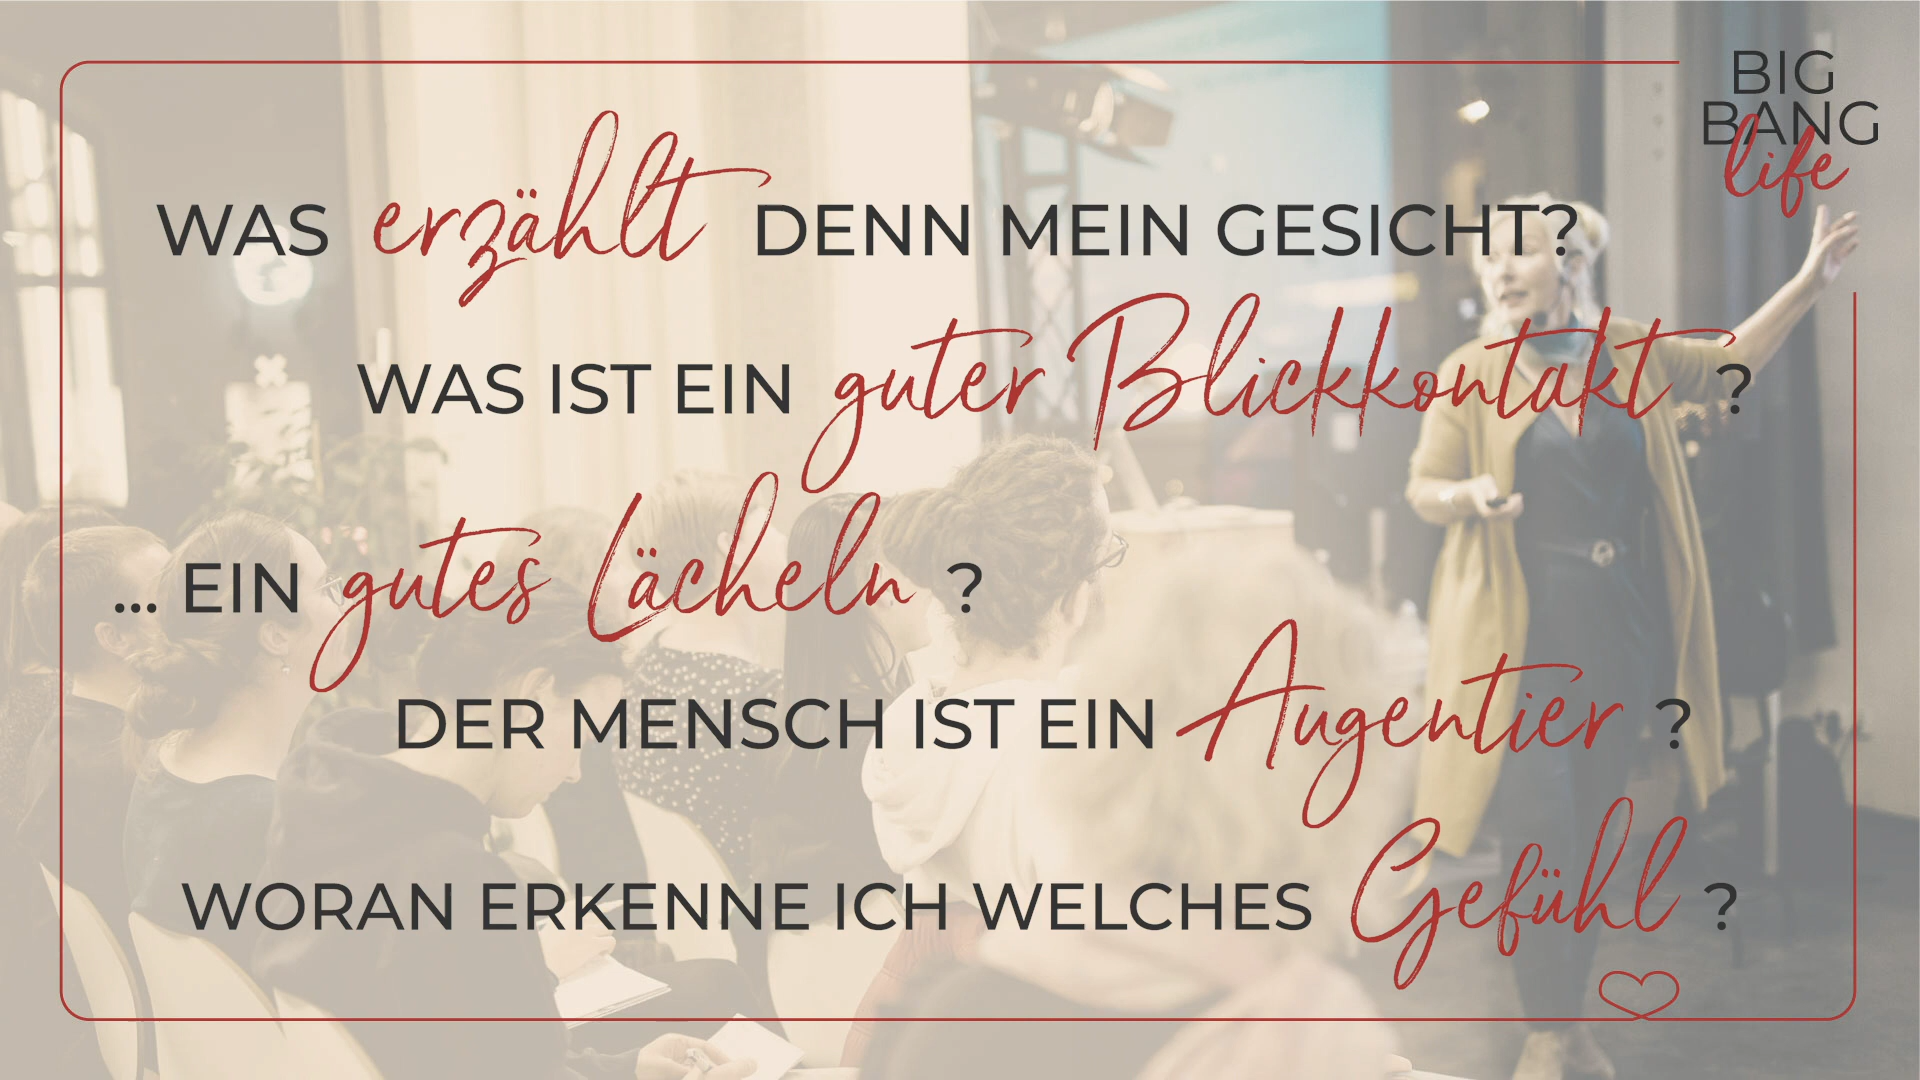 BIG
BANG
life
WAS erzählt DENN MEIN GESICHT?
WAS IST EIN guter Blickkontakt ?
... EIN gutes Lächeln ?
DER MENSCH IST EIN Augentier ?
WORAN ERKENNE ICH WELCHES Gefühl ?